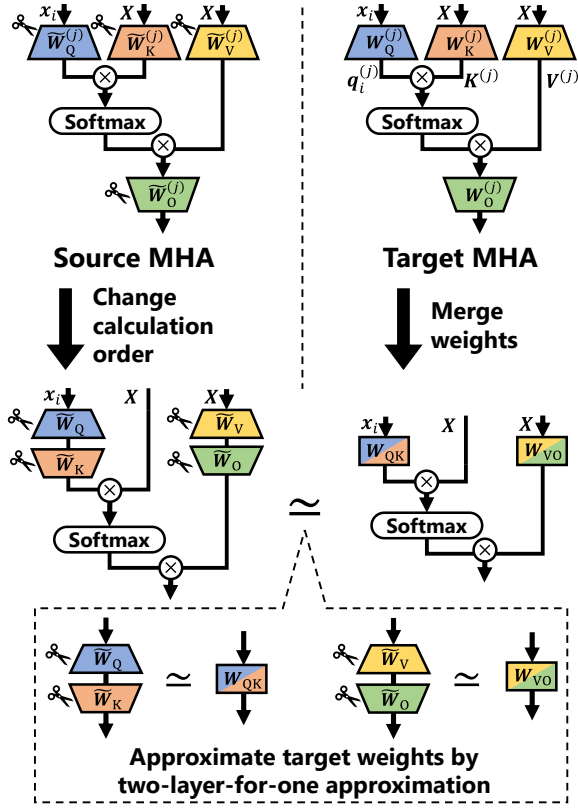 x_i X X
W̃_Q^(j) W̃_K^(j) W̃_V^(j)
Softmax
W̃_O^(j)
Source MHA
Change
calculation
order
x_i X X
W_Q^(j) W_K^(j) W_V^(j)
q_i^(j) K^(j) V^(j)
Softmax
W_O^(j)
Target MHA
Merge
weights
x_i X X
W̃_Q W̃_V
W̃_K W̃_O
Softmax
≃
x_i X X
W_QK W_VO
Softmax
W̃_Q ≃ W_QK W̃_V ≃ W_VO
W̃_K W̃_O
Approximate target weights by
two-layer-for-one approximation